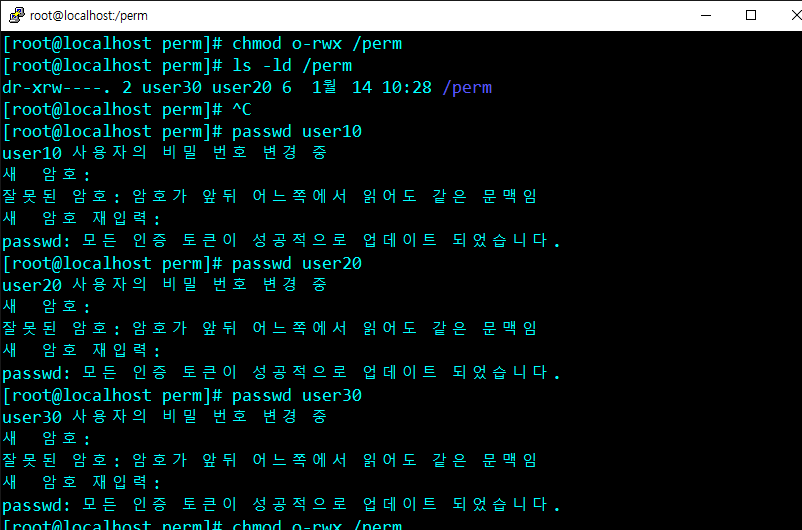 root@localhost:/perm
[root@localhost perm]# chmod o-rwx /perm
[root@localhost perm]# ls -ld /perm
dr-xrw----. 2 user30 user20 6  1월 14 10:28 /perm
[root@localhost perm]# ^C
[root@localhost perm]# passwd user10
user10 사용자의 비밀 번호 변경 중
새  암호:
잘못된 암호: 암호가 앞뒤 어느쪽에서 읽어도 같은 문맥임
새  암호 재입력:
passwd: 모든 인증 토큰이 성공적으로 업데이트 되었습니다.
[root@localhost perm]# passwd user20
user20 사용자의 비밀 번호 변경 중
새  암호:
잘못된 암호: 암호가 앞뒤 어느쪽에서 읽어도 같은 문맥임
새  암호 재입력:
passwd: 모든 인증 토큰이 성공적으로 업데이트 되었습니다.
[root@localhost perm]# passwd user30
user30 사용자의 비밀 번호 변경 중
새  암호:
잘못된 암호: 암호가 앞뒤 어느쪽에서 읽어도 같은 문맥임
새  암호 재입력:
passwd: 모든 인증 토큰이 성공적으로 업데이트 되었습니다.
[root@localhost perm]# chmod o-rwx /perm